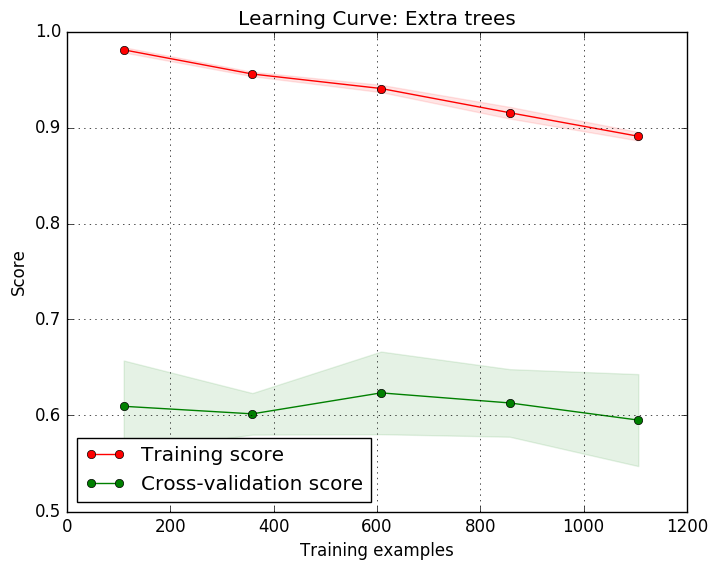 Learning Curve: Extra trees
1.0
0.9
0.8
0.7
0.6
0.5
Score
Training score
Cross-validation score
0
200
400
600
800
1000
1200
Training examples